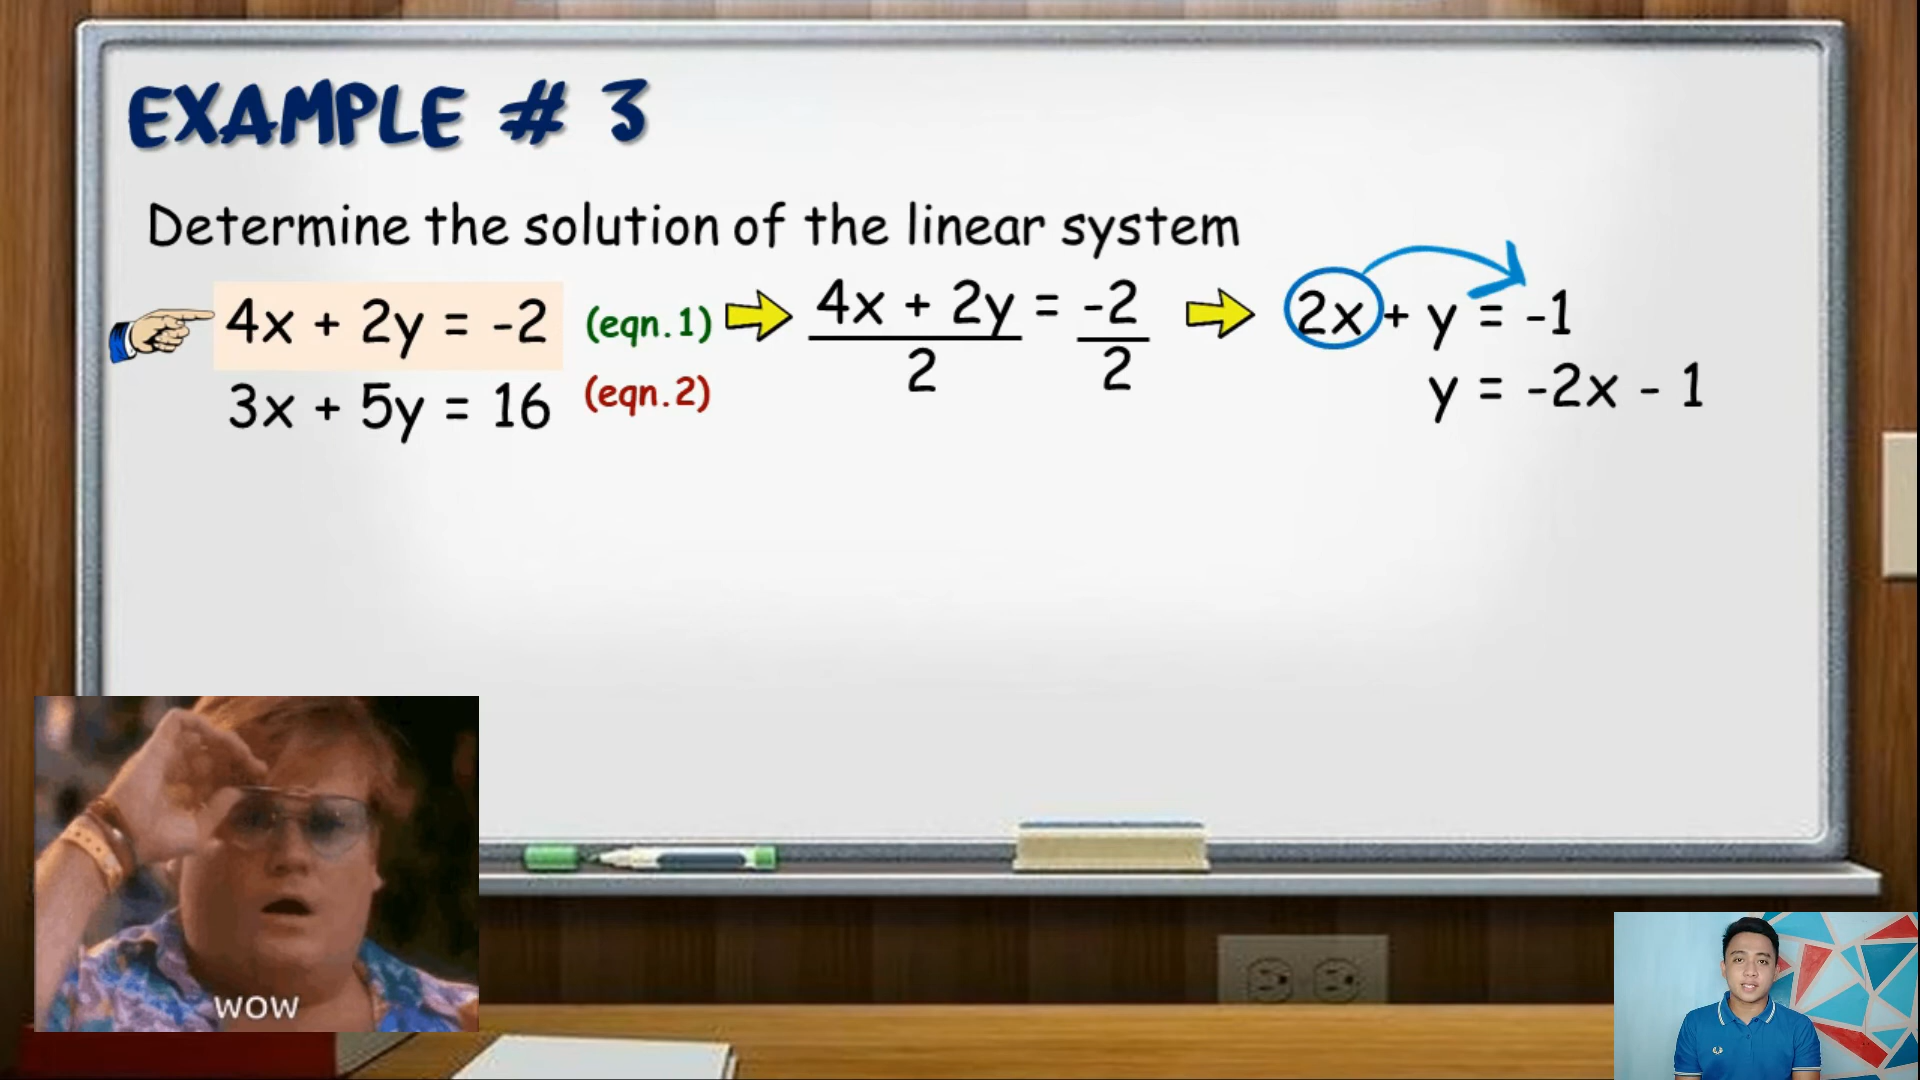 EXAMPLE # 3
Determine the solution of the linear system
4x + 2y = -2 (eqn.1) 4x + 2y = -2 2x + y = -1
2 2
3x + 5y = 16 (eqn.2) y = -2x - 1
wow